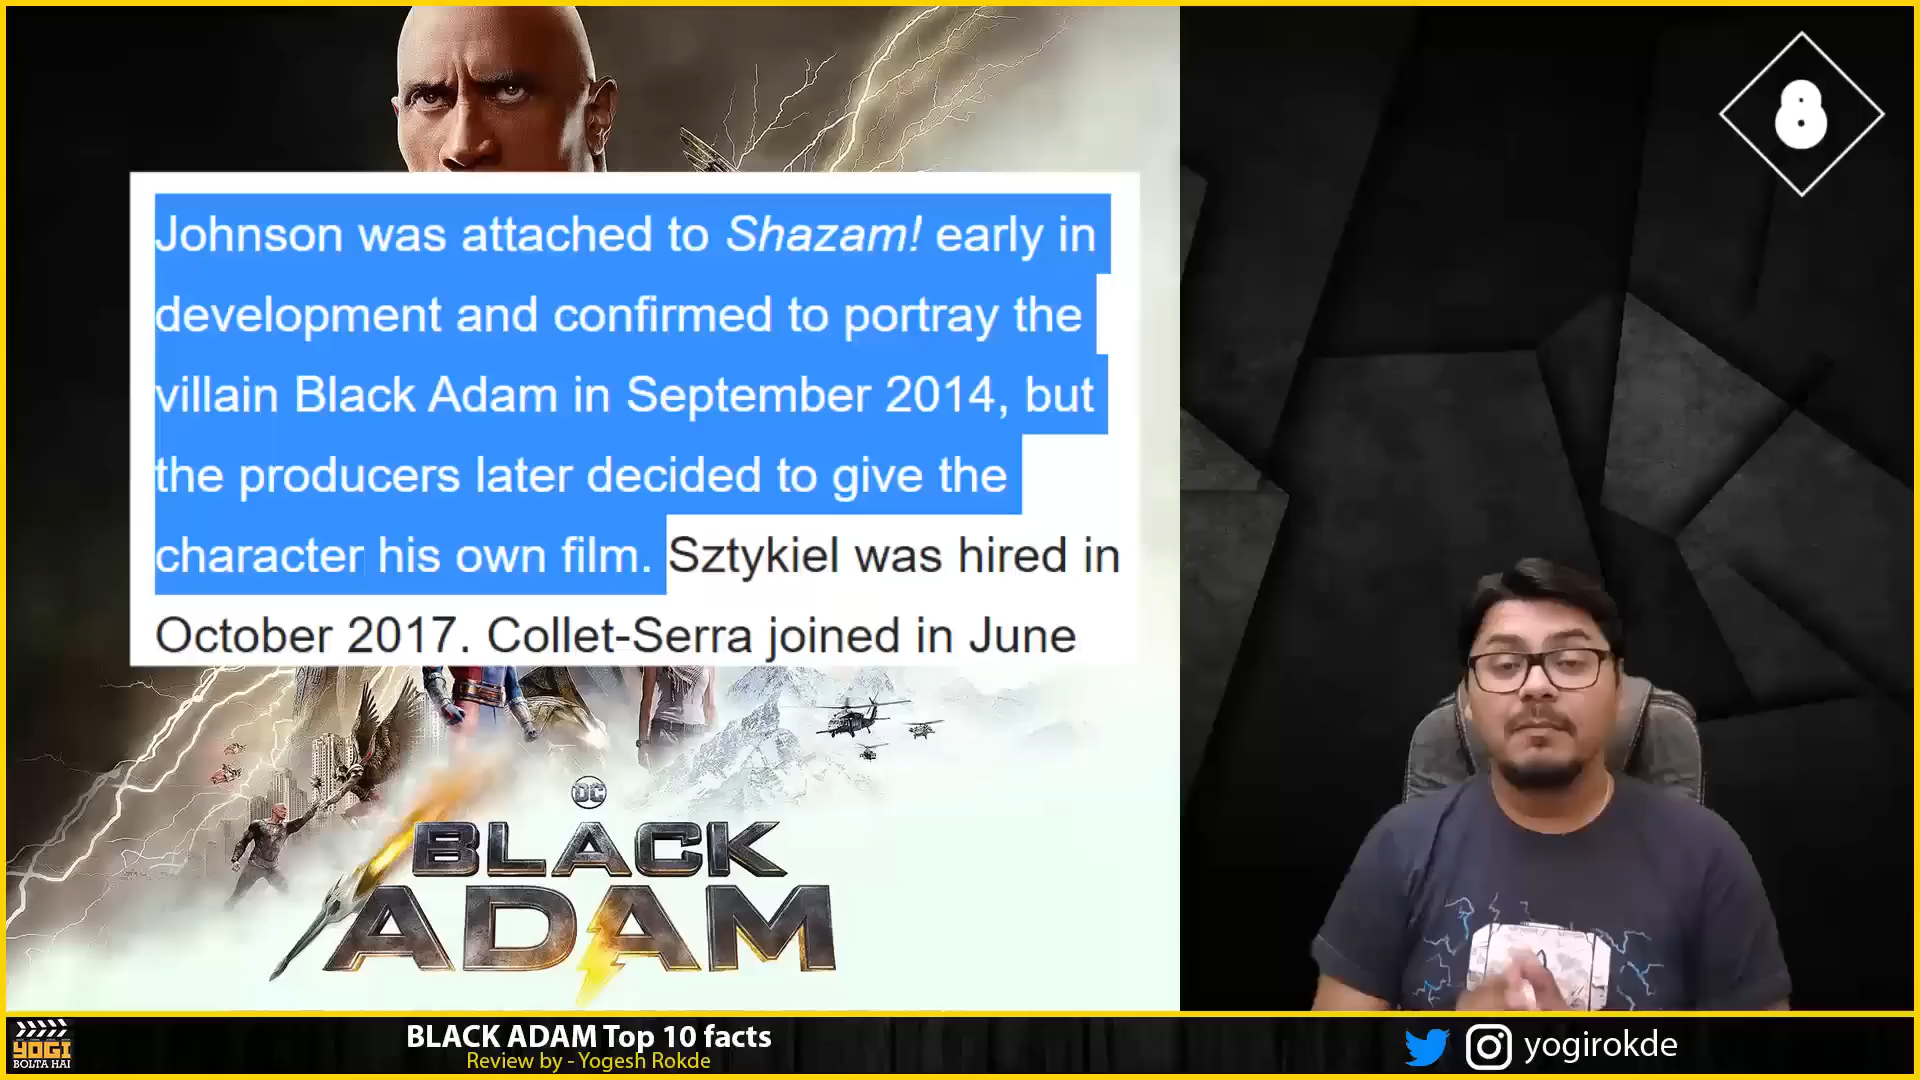 8
Johnson was attached to Shazam! early in
development and confirmed to portray the
villain Black Adam in September 2014, but
the producers later decided to give the
character his own film. Sztykiel was hired in
October 2017. Collet-Serra joined in June
DC
BLACK
ADAM
YOGI
BOLTA HAI
BLACK ADAM Top 10 facts
Review by - Yogesh Rokde
yogirokde